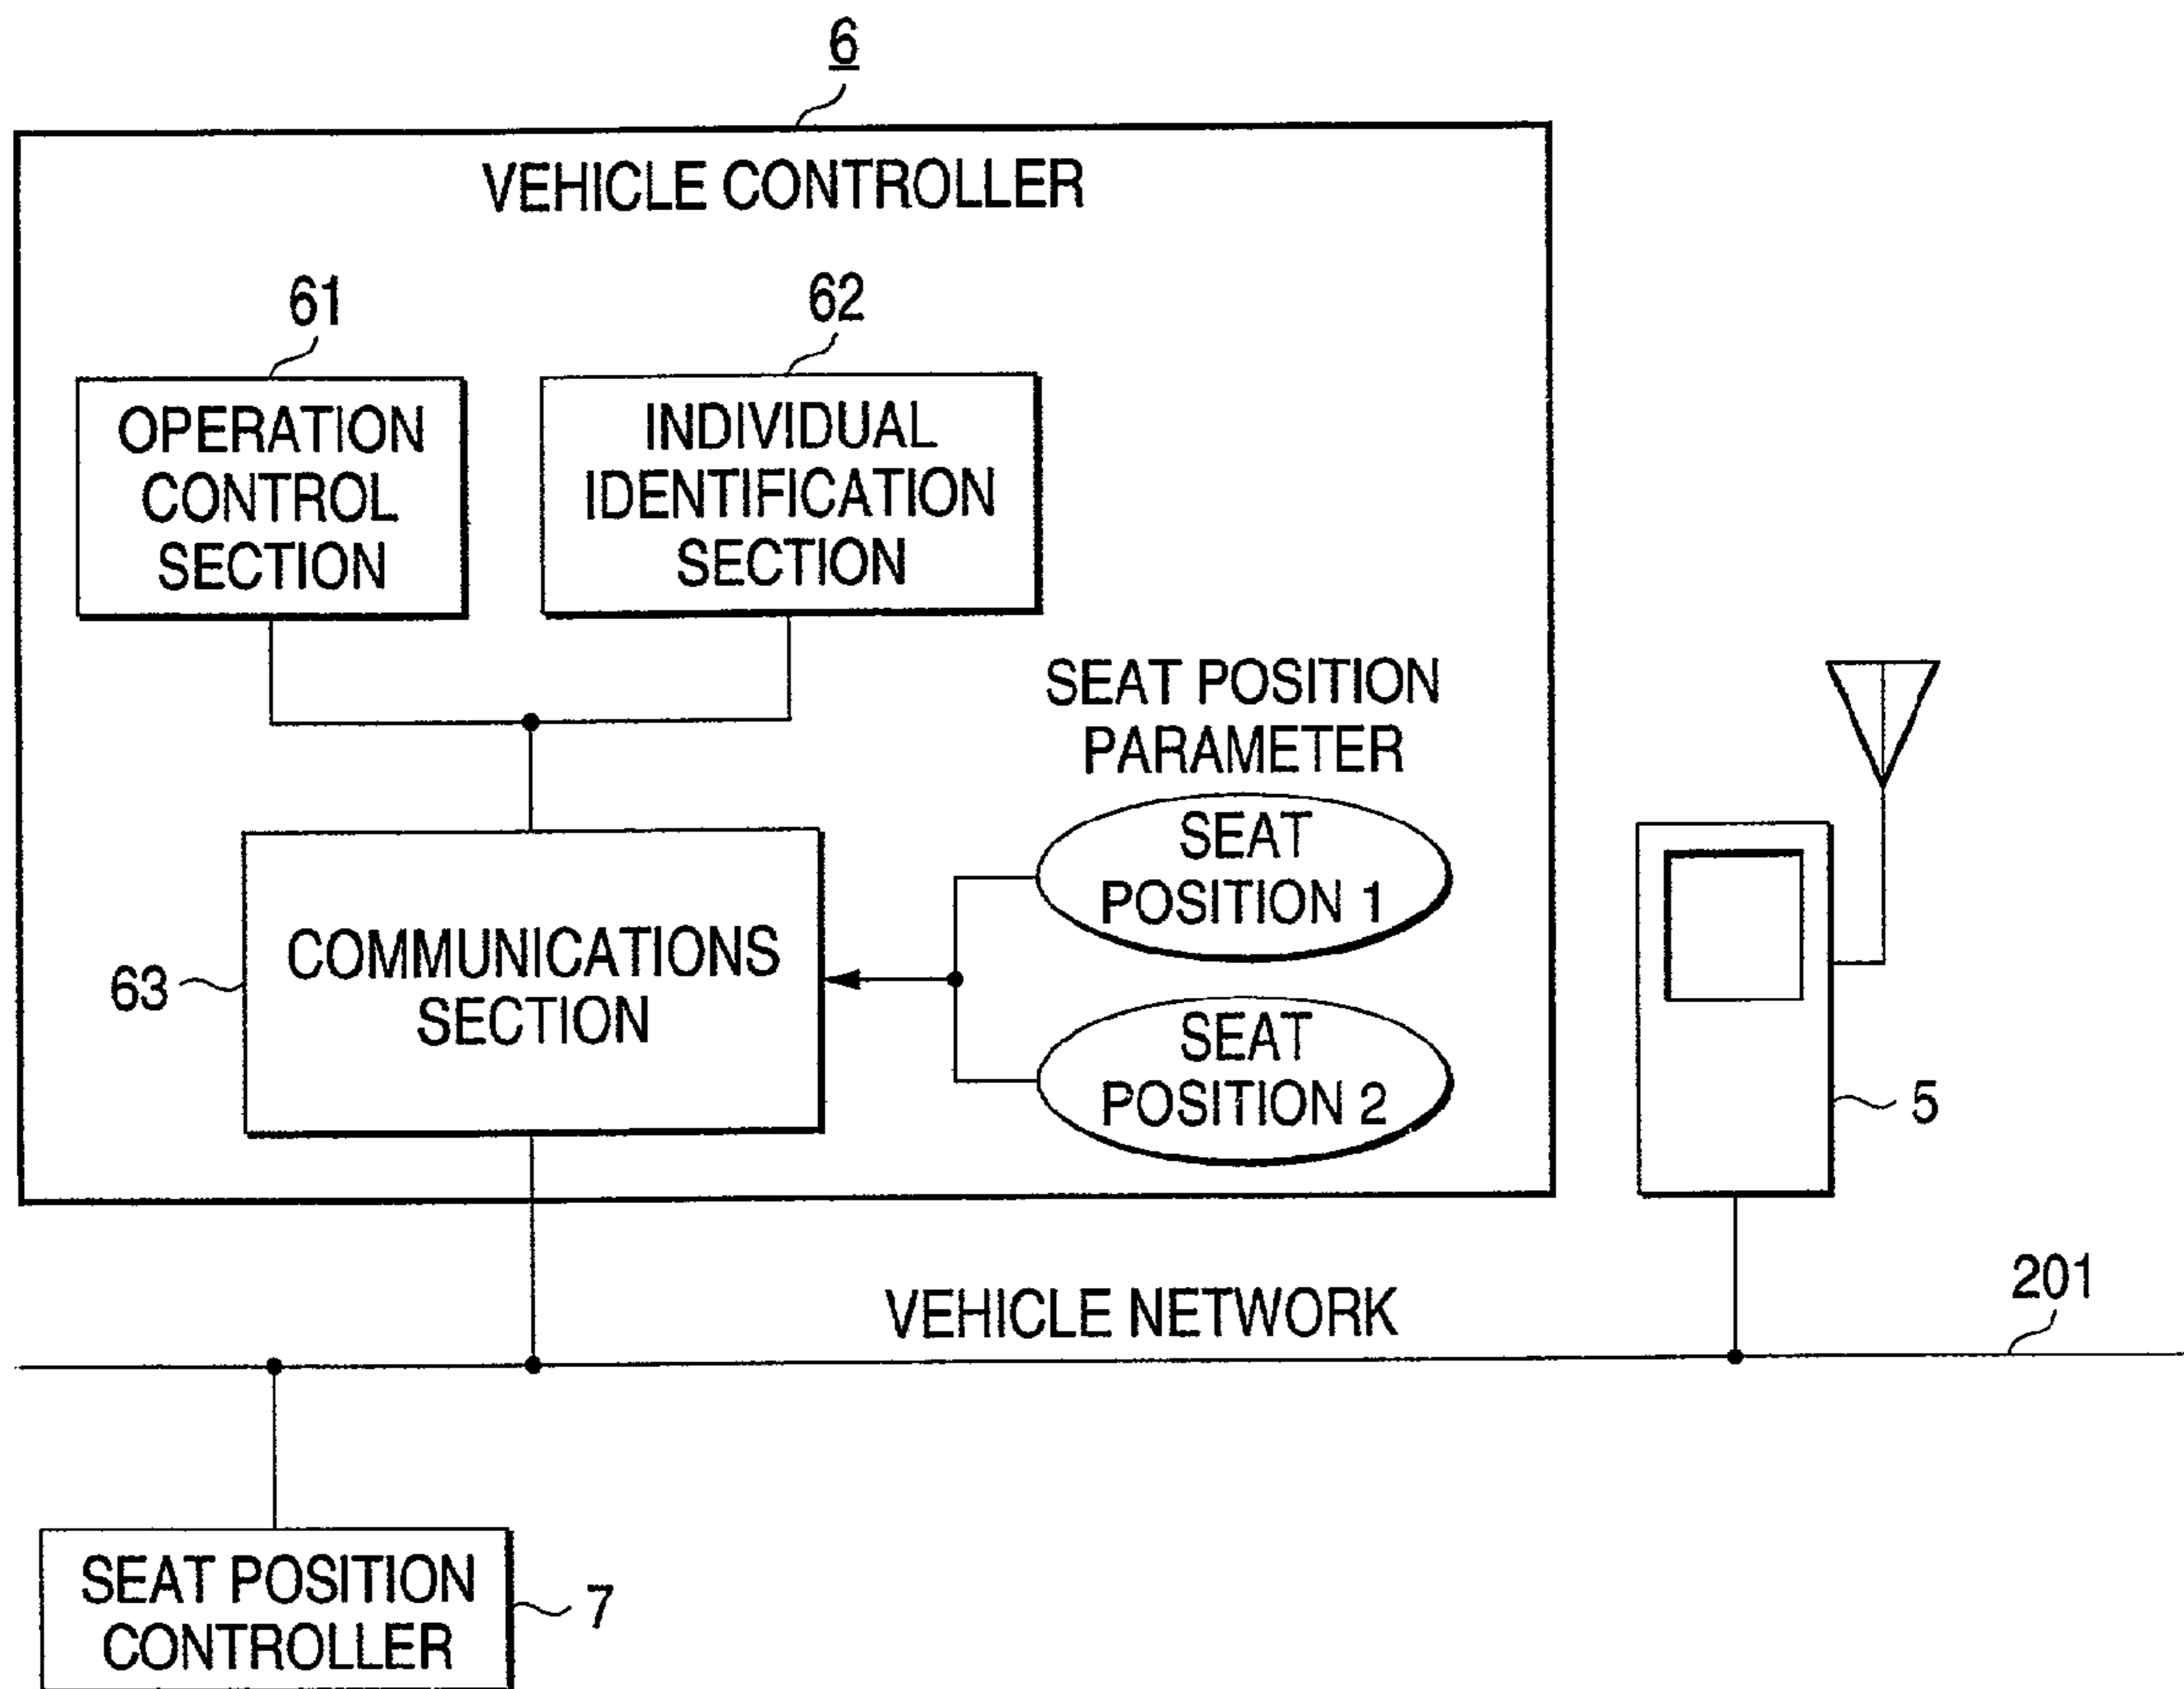 6
VEHICLE CONTROLLER
61
62
OPERATION
CONTROL
SECTION
INDIVIDUAL
IDENTIFICATION
SECTION
SEAT POSITION
PARAMETER
SEAT
POSITION 1
63
COMMUNICATIONS
SECTION
SEAT
POSITION 2
5
VEHICLE NETWORK
201
SEAT POSITION
CONTROLLER
7